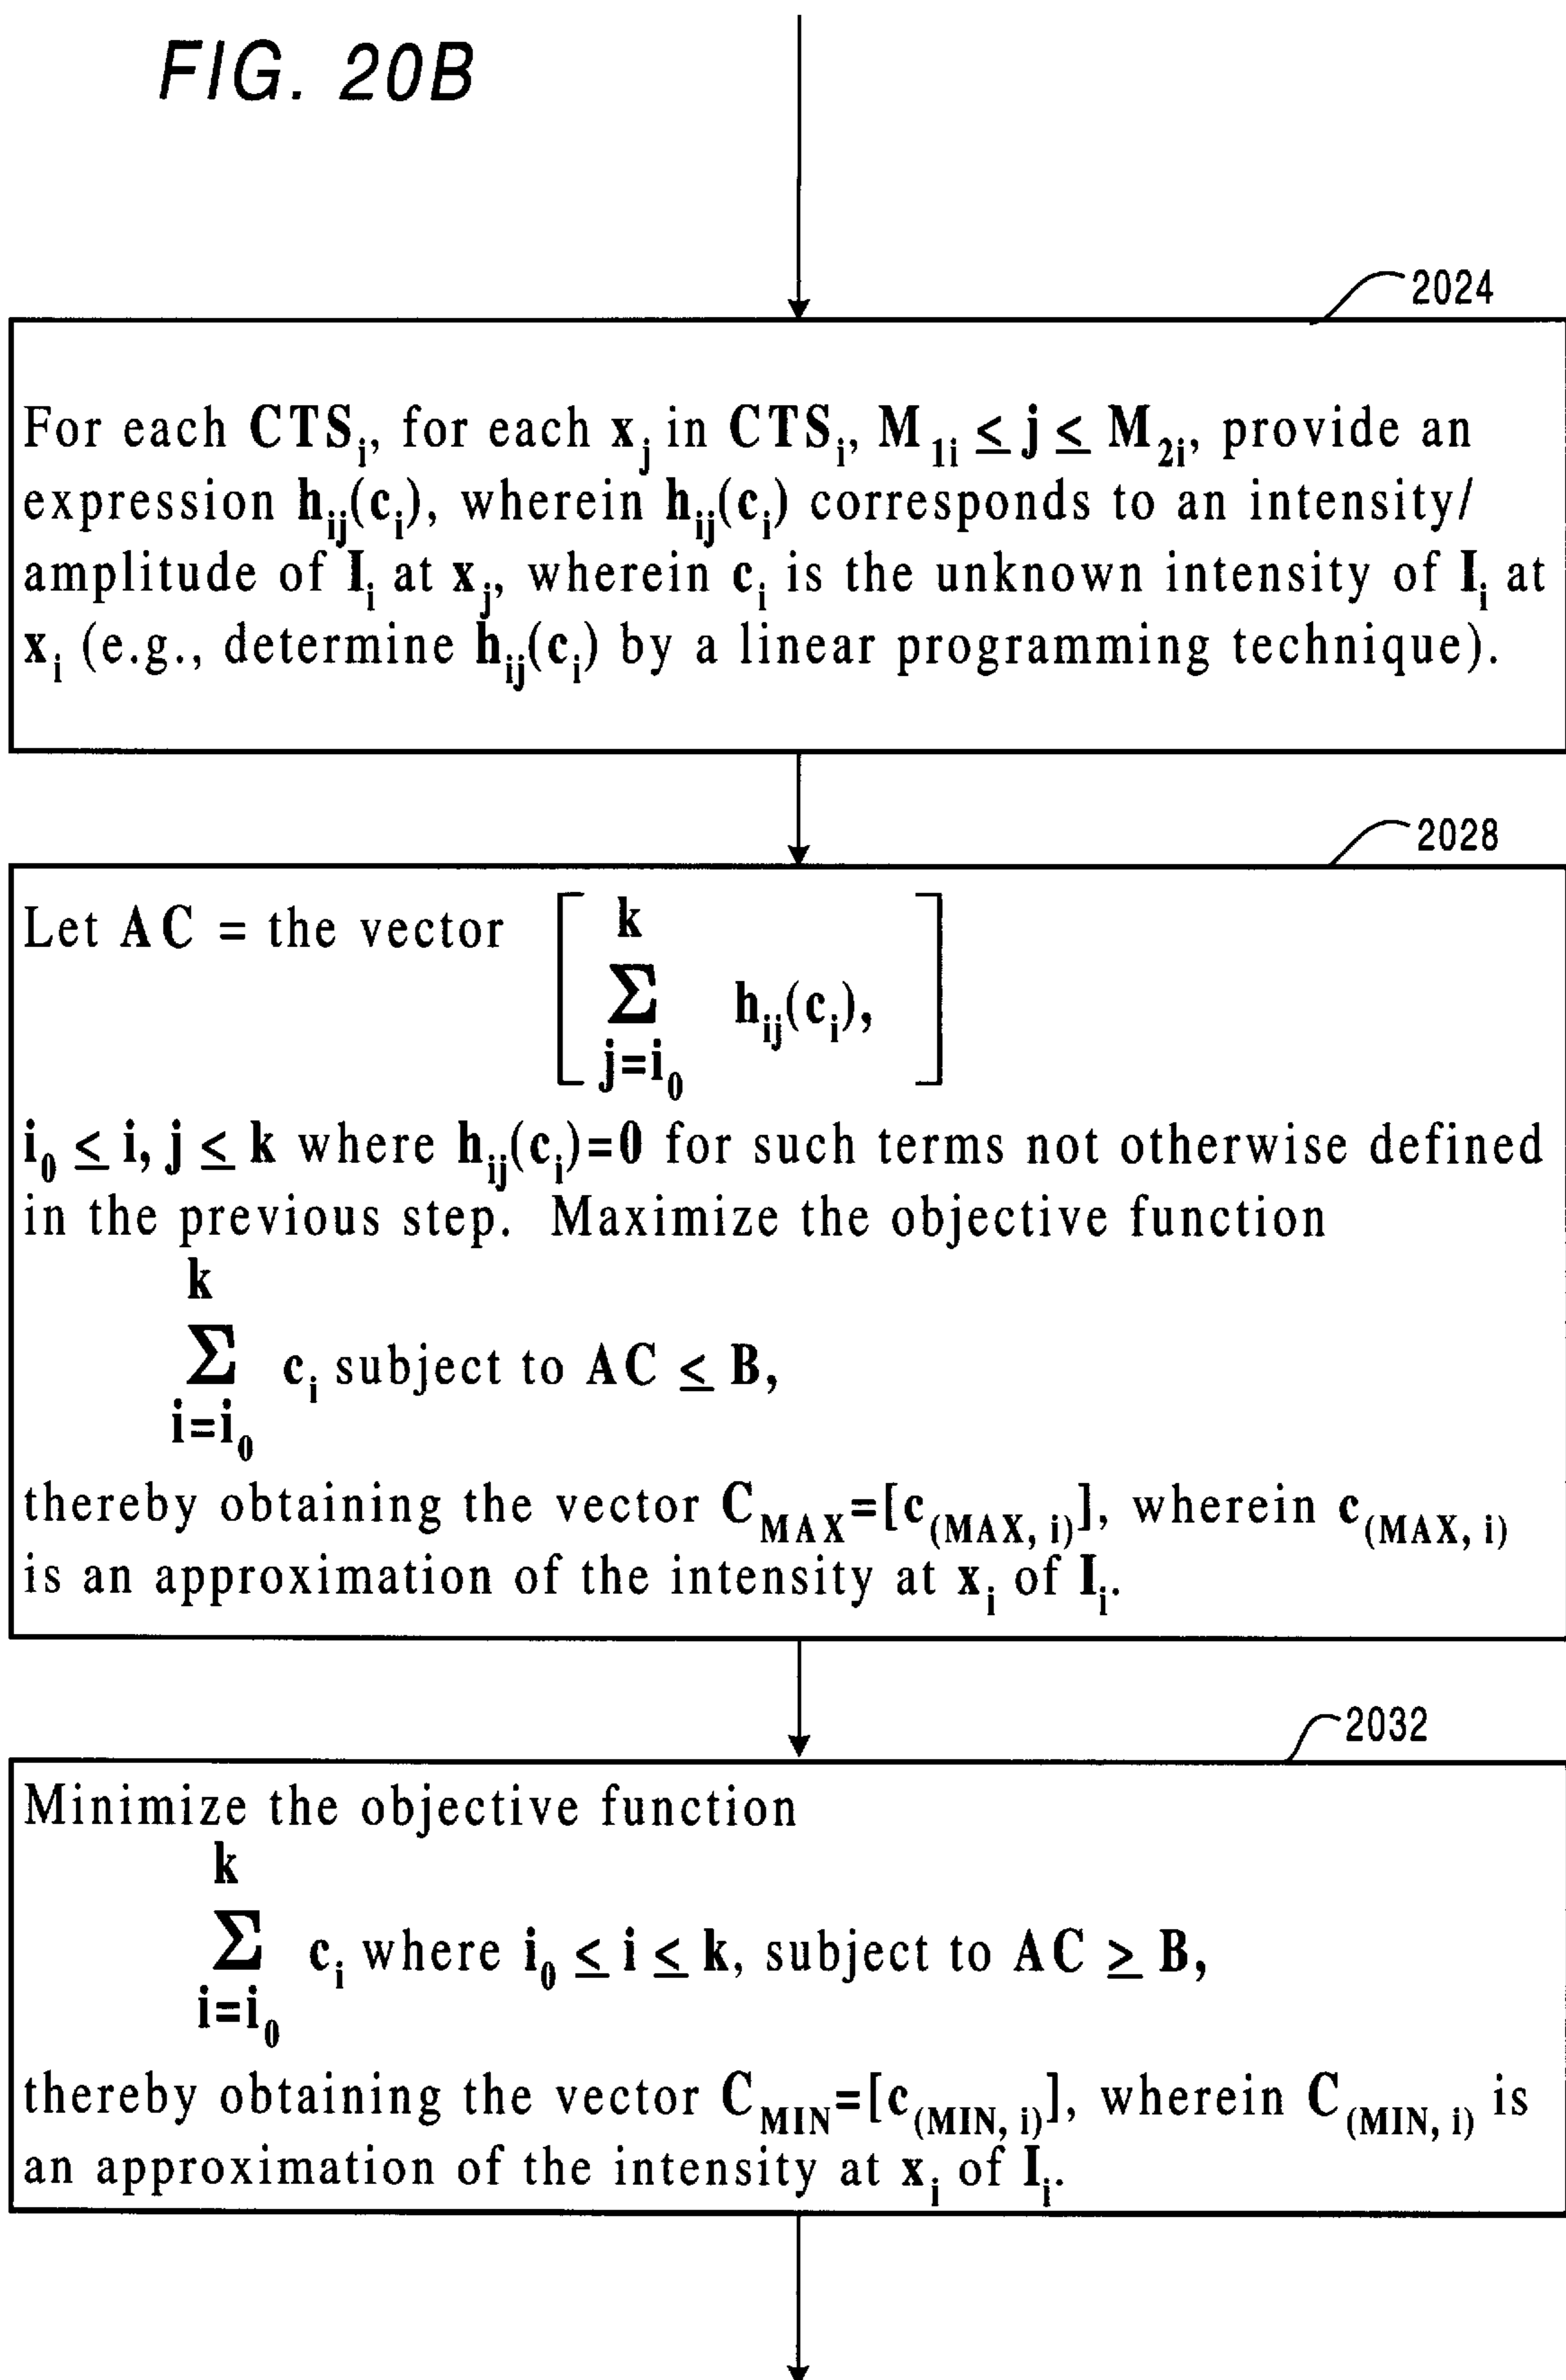 FIG. 20B
2024
For each CTSᵢ, for each xⱼ in CTSᵢ, M₁ᵢ ≤ j ≤ M₂ᵢ, provide an
expression hᵢⱼ(cᵢ), wherein hᵢⱼ(cᵢ) corresponds to an intensity/
amplitude of Iᵢ at xⱼ, wherein cᵢ is the unknown intensity of Iᵢ at
xᵢ (e.g., determine hᵢⱼ(cᵢ) by a linear programming technique).
2028
Let AC = the vector [ k
Σ hᵢⱼ(cᵢ), ]
j=i₀
i₀ ≤ i, j ≤ k where hᵢⱼ(cᵢ)=0 for such terms not otherwise defined
in the previous step. Maximize the objective function
k
Σ cᵢ subject to AC ≤ B,
i=i₀
thereby obtaining the vector C_MAX=[c_(MAX, i)], wherein c_(MAX, i)
is an approximation of the intensity at xᵢ of Iᵢ.
2032
Minimize the objective function
k
Σ cᵢ where i₀ ≤ i ≤ k, subject to AC ≥ B,
i=i₀
thereby obtaining the vector C_MIN=[c_(MIN, i)], wherein C_(MIN, i) is
an approximation of the intensity at xᵢ of Iᵢ.